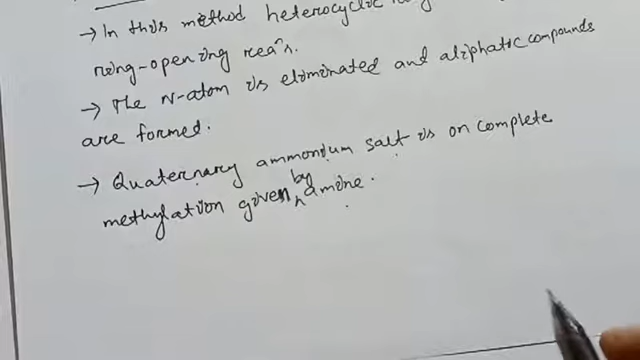 → In this method heterocyclic
ring-opening reaⁿ.
→ The N-atom is eliminated and aliphatic compounds
are formed.
→ Quaternary ammonium salt is on complete
methylation given by amine.